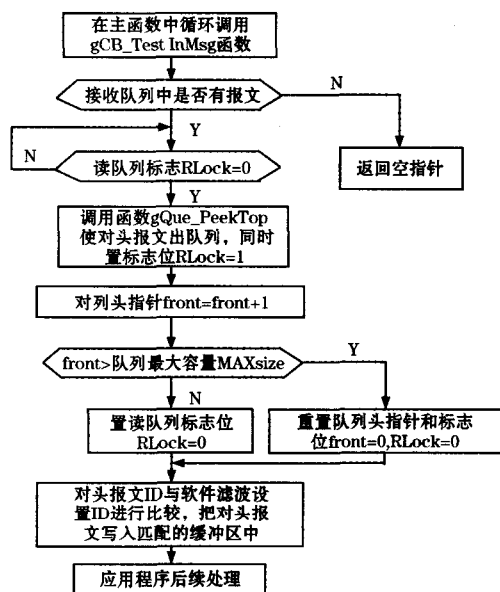 在主函数中循环调用
gCB_Test InMsg函数
接收队列中是否有报文
N
Y
N
读队列标志RLock=0
返回空指针
Y
调用函数gQue_PeekTop
使对头报文出队列，同时
置标志位RLock=1
对列头指针front=front+1
front>队列最大容量MAXsize
Y
N
置读队列标志位
RLock=0
重置队列头指针和标志
位front=0,RLock=0
对头报文ID与软件滤波设
置ID进行比较，把对头报
文写入匹配的缓冲区中
应用程序后续处理